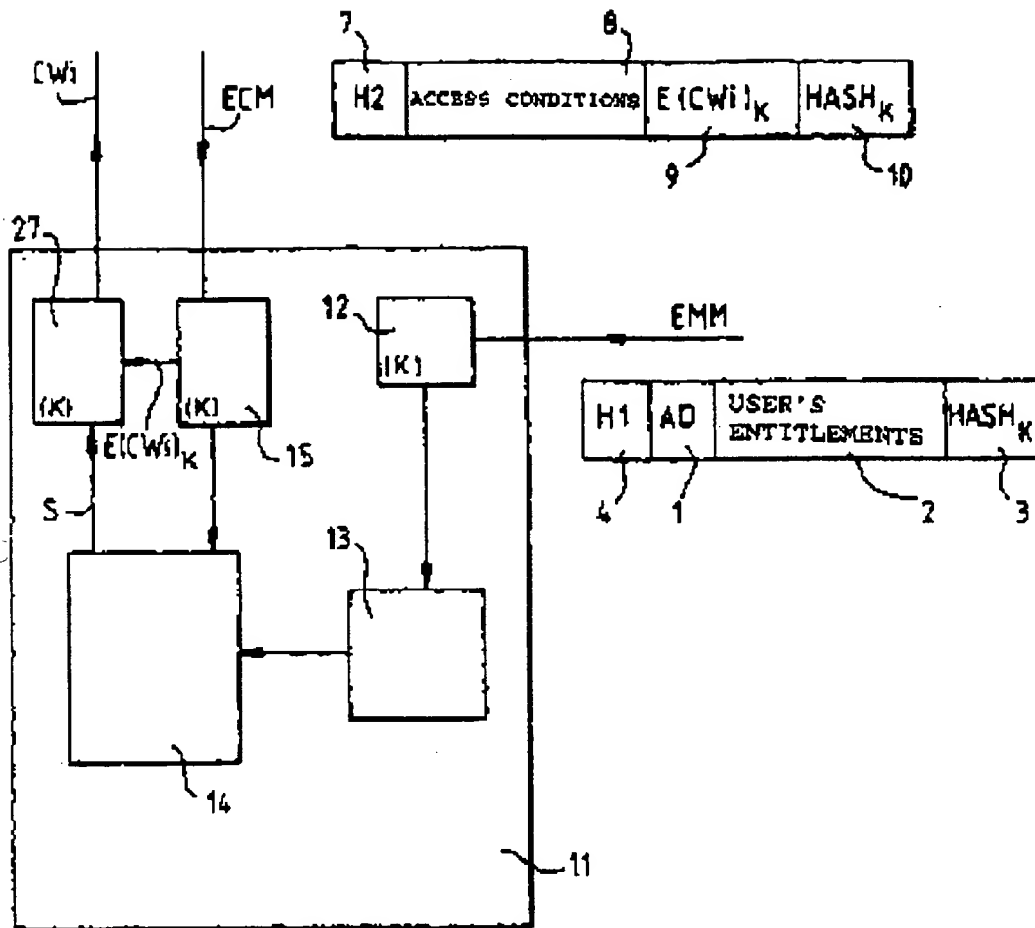 7
8
CWi
ECM
H2
ACCESS CONDITIONS
E(CWi)K
HASHK
9
10
27
15
(K)
(K)
E(CWi)K
S
12
(K)
EMM
H1
AD
USER'S
ENTITLEMENTS
HASHK
4
1
2
3
13
14
11